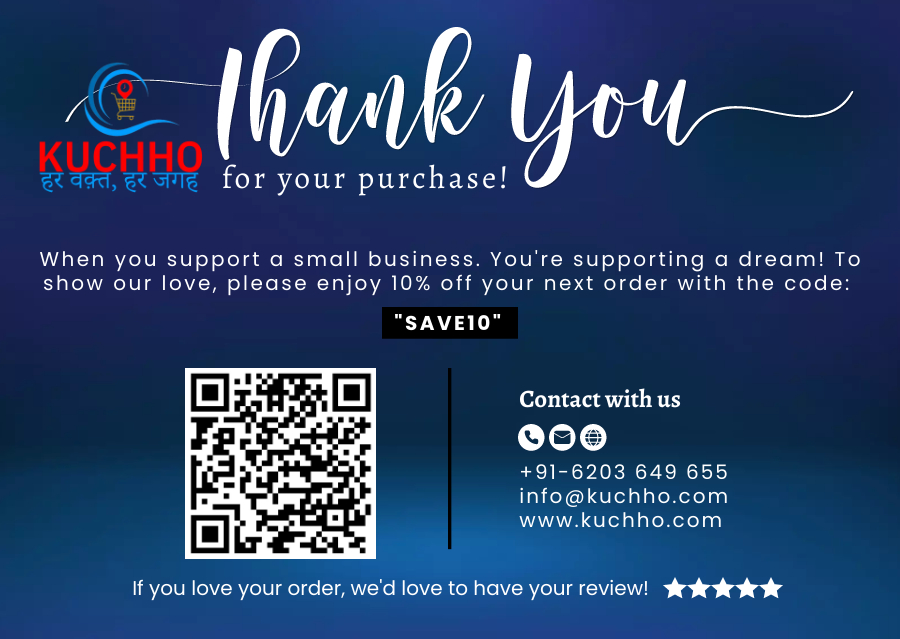 Thank You
KUCHHO
हर वक़्त, हर जगह
for your purchase!
When you support a small business. You're supporting a dream! To
show our love, please enjoy 10% off your next order with the code:
"SAVE10"
Contact with us
+91-6203 649 655
info@kuchho.com
www.kuchho.com
If you love your order, we'd love to have your review!